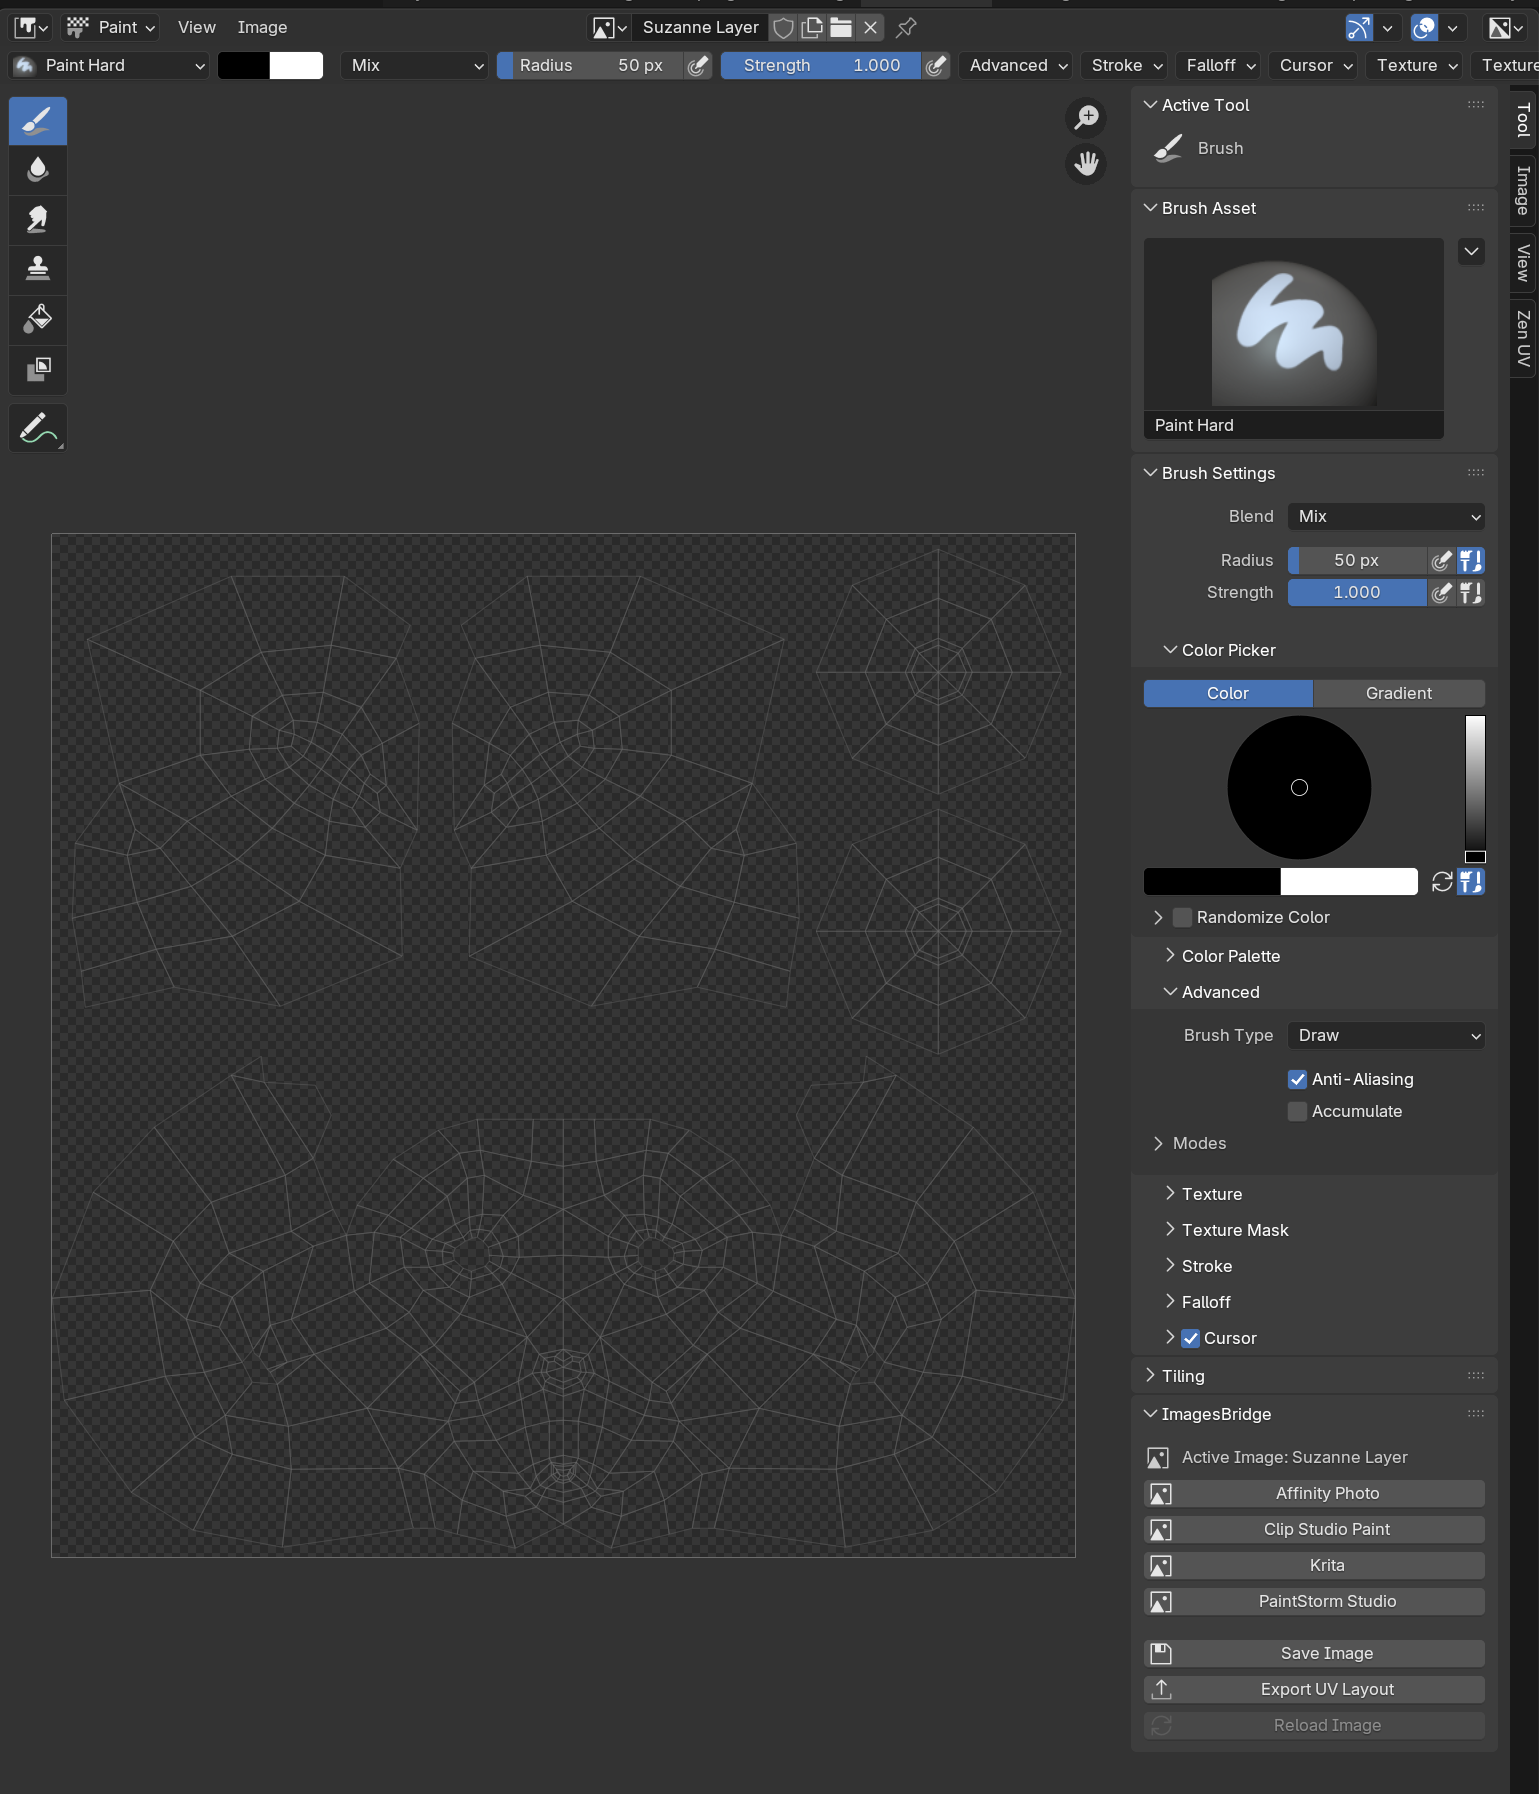 Paint View Image Suzanne Layer
Paint Hard Mix Radius 50 px Strength 1.000 Advanced Stroke Falloff Cursor Texture Texture
Active Tool
Brush
Brush Asset
Paint Hard
Brush Settings
Blend Mix
Radius 50 px
Strength 1.000
Color Picker
Color Gradient
Randomize Color
Color Palette
Advanced
Brush Type Draw
Anti-Aliasing
Accumulate
Modes
Texture
Texture Mask
Stroke
Falloff
Cursor
Tiling
ImagesBridge
Active Image: Suzanne Layer
Affinity Photo
Clip Studio Paint
Krita
PaintStorm Studio
Save Image
Export UV Layout
Reload Image
Tool
Image
View
Zen UV